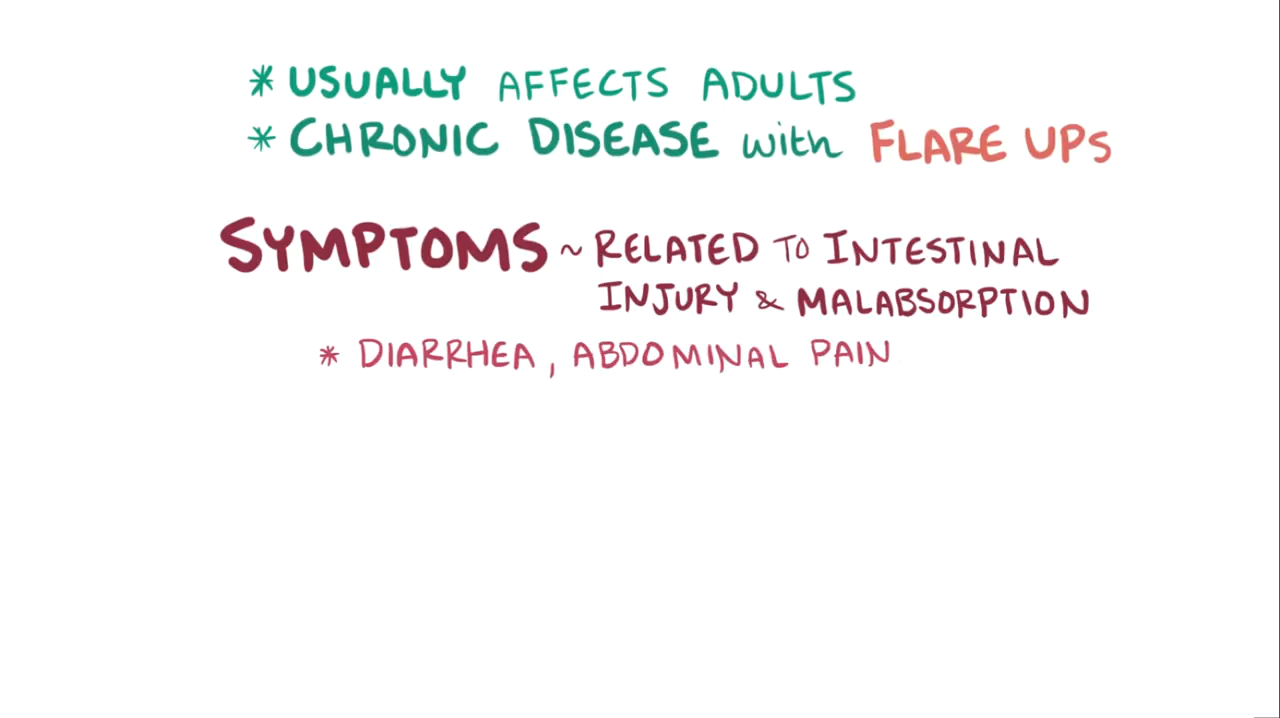 * USUALLY AFFECTS ADULTS
* CHRONIC DISEASE with FLARE UPS
SYMPTOMS ~ RELATED TO INTESTINAL
INJURY & MALABSORPTION
* DIARRHEA, ABDOMINAL PAIN